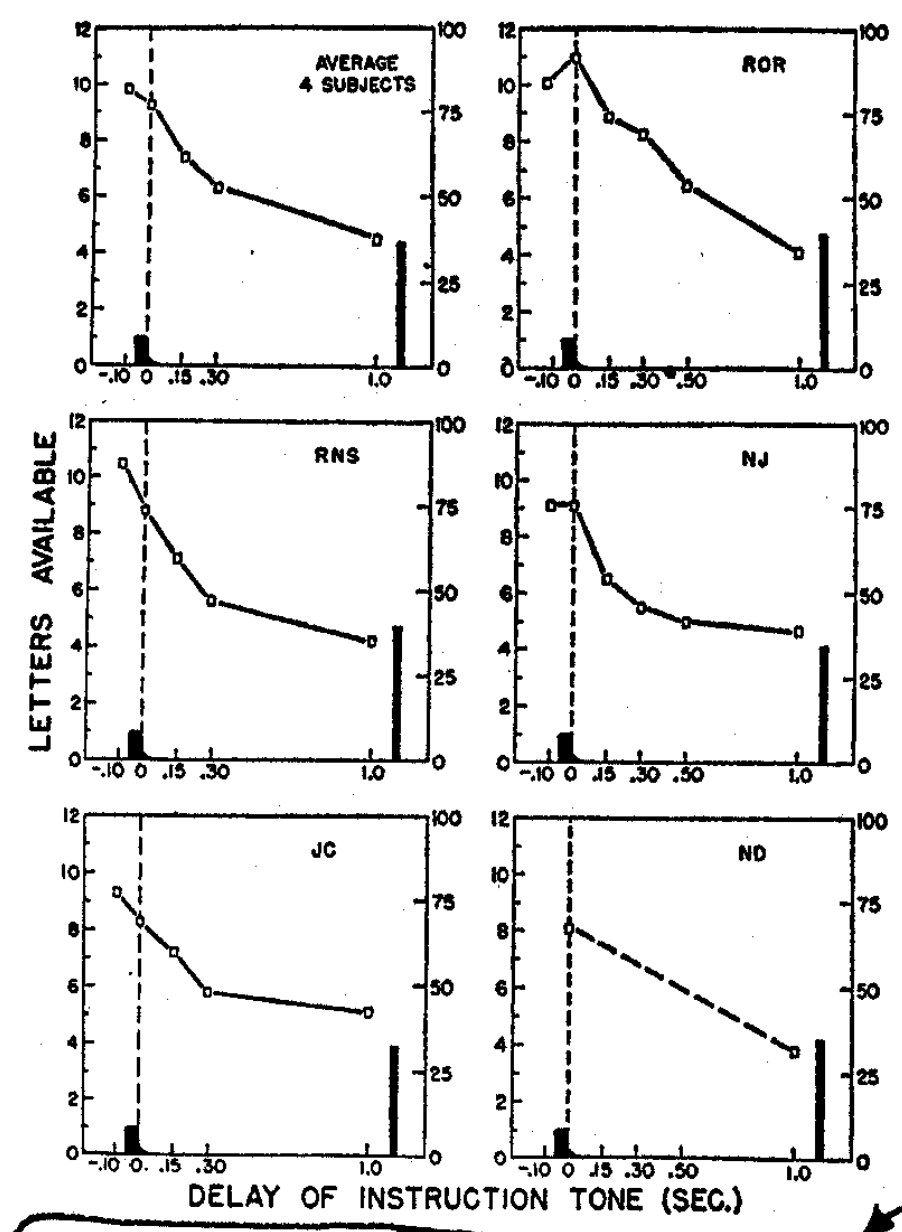 12 100 12 100
AVERAGE
4 SUBJECTS
ROR
10 10
75 75
8 8
6 6
50 50
4 4
25 25
2 2
0 0 0 0
-.10 0 .15 .30 1.0 -.10 0 .15 .30 .50 1.0
12 100 12 100
RNS NJ
10 10
75 75
8 8
6 6
50 50
4 4
25 25
2 2
0 0 0 0
-.10 0 .15 .30 1.0 -.10 0 .15 .30 .50 1.0
LETTERS AVAILABLE
12 100 12 100
JC ND
10 10
75 75
8 8
6 6
50 50
4 4
25 25
2 2
0 0 0 0
-.10 0. .15 .30 1.0 -.10 0 .15 .30 .50 1.0
DELAY OF INSTRUCTION TONE (SEC.)